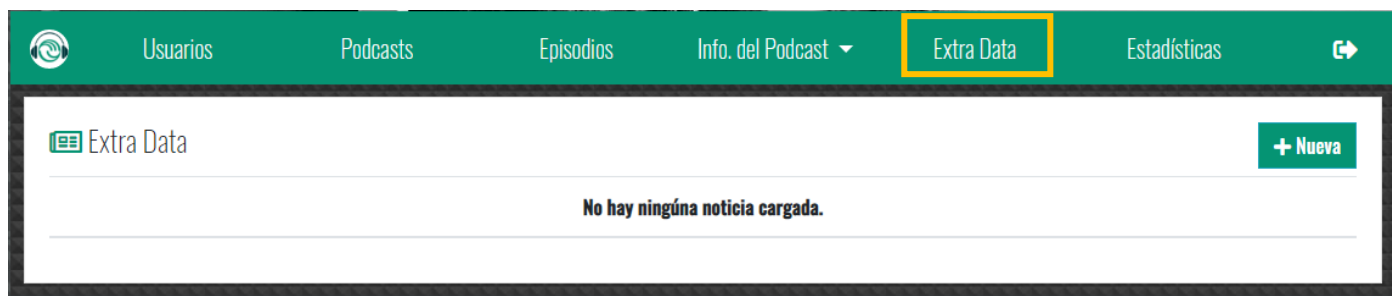 Usuarios Podcasts Episodios Info. del Podcast Extra Data Estadísticas
Extra Data
+ Nueva
No hay ningúna noticia cargada.